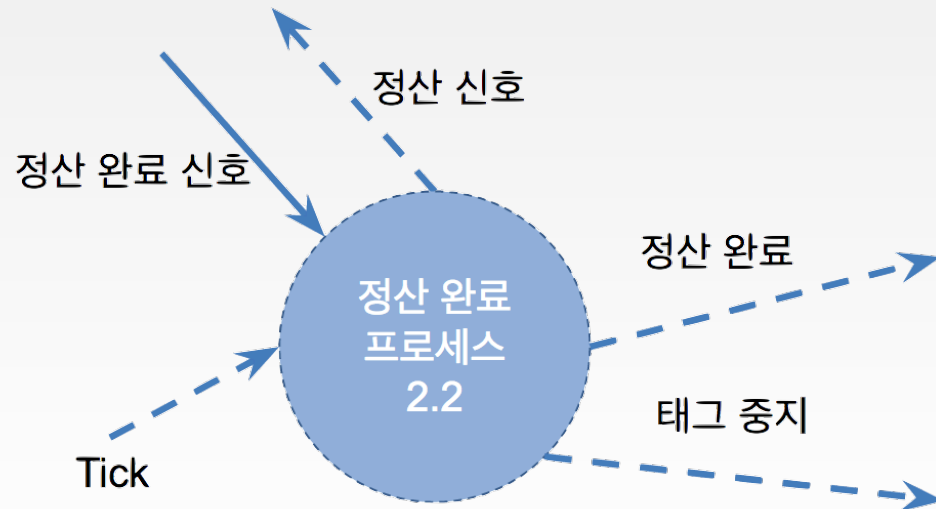 정산 신호
정산 완료 신호
정산 완료
정산 완료
프로세스
2.2
태그 중지
Tick